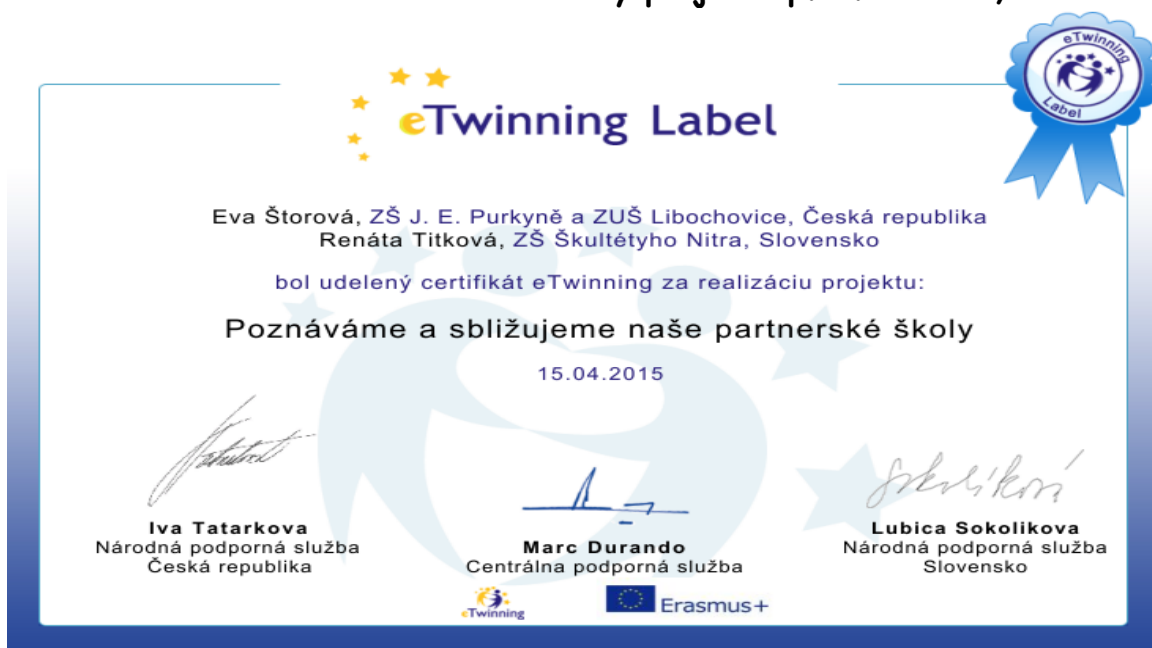 eTwinning Label
eTwinning
Label
Eva Štorová, ZŠ J. E. Purkyně a ZUŠ Libochovice, Česká republika
Renáta Titková, ZŠ Škultétyho Nitra, Slovensko
bol udelený certifikát eTwinning za realizáciu projektu:
Poznáváme a sbližujeme naše partnerské školy
15.04.2015
Sokolíková
Iva Tatarkova
Národná podporná služba
Česká republika
Marc Durando
Centrálna podporná služba
Lubica Sokolikova
Národná podporná služba
Slovensko
eTwinning
Erasmus+